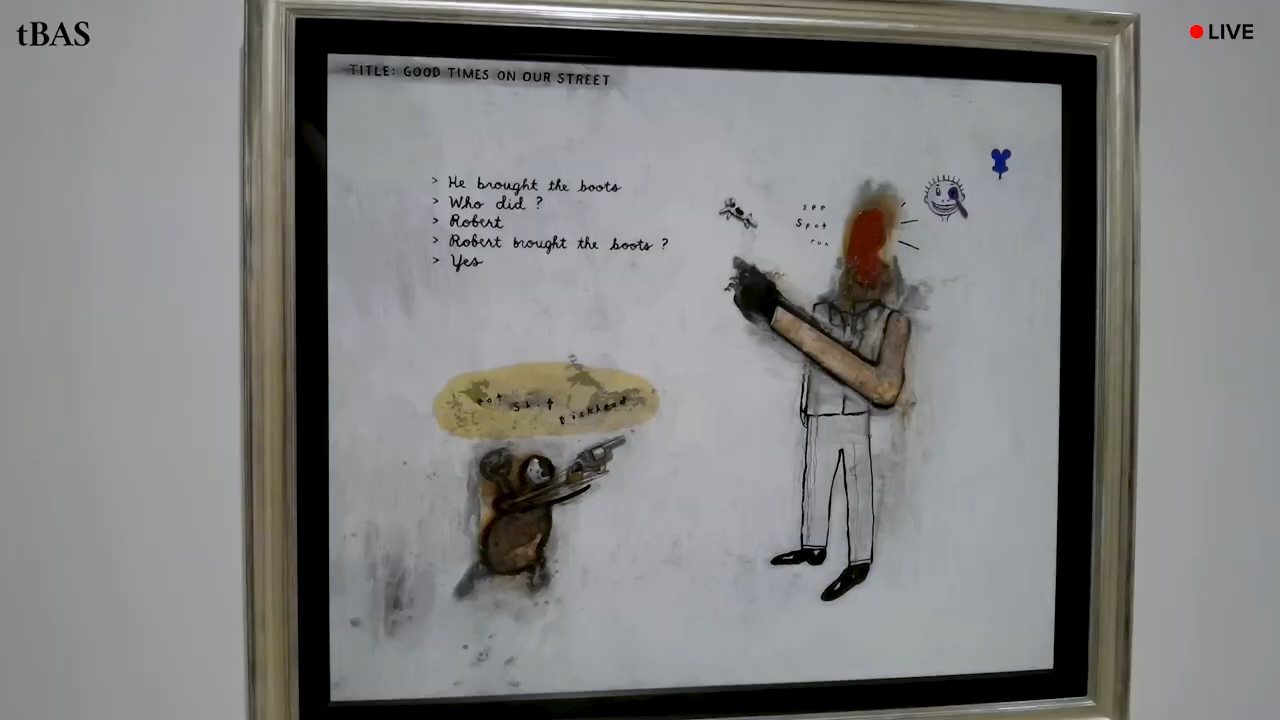 tBAS
LIVE
TITLE: GOOD TIMES ON OUR STREET
> He brought the boots
> Who did ?
> Robert
> Robert brought the boots ?
> Yes
see
Spot
run
eat Shit Dickhead